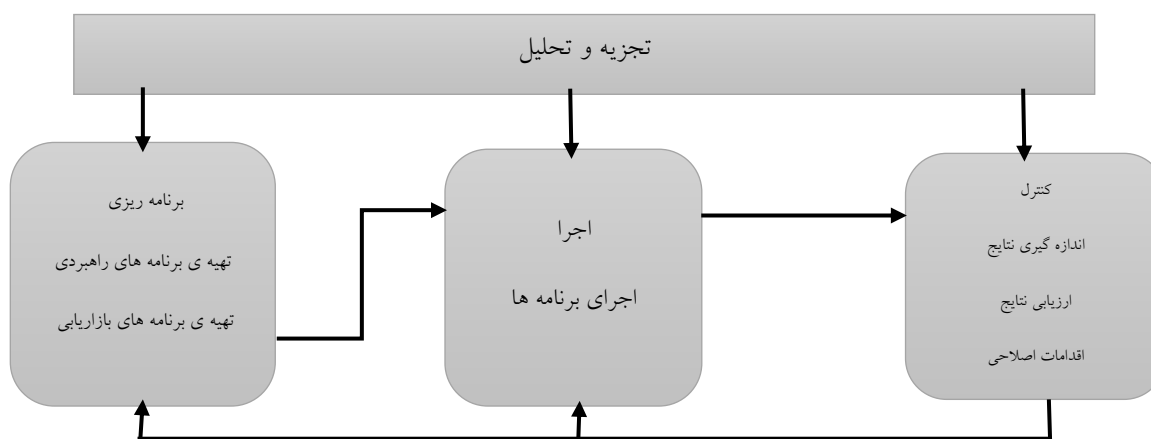 تجزیه و تحلیل
برنامه ریزی
تهیه ی برنامه های راهبردی
تهیه ی برنامه های بازاریابی
اجرا
اجرای برنامه ها
کنترل
اندازه گیری نتایج
ارزیابی نتایج
اقدامات اصلاحی